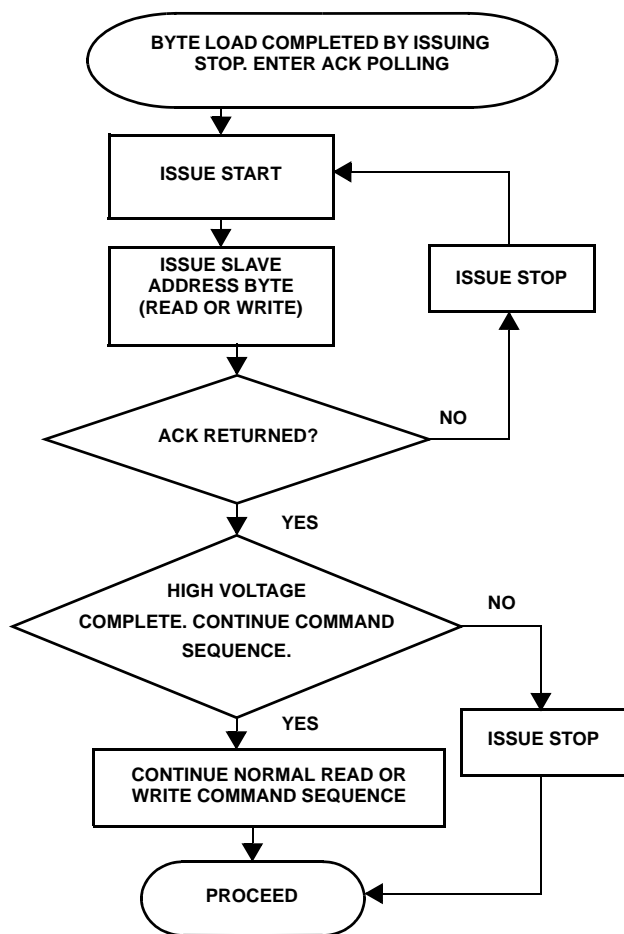 BYTE LOAD COMPLETED BY ISSUING
STOP. ENTER ACK POLLING
ISSUE START
ISSUE SLAVE
ADDRESS BYTE
(READ OR WRITE)
ISSUE STOP
ACK RETURNED?
NO
YES
HIGH VOLTAGE
COMPLETE. CONTINUE COMMAND
SEQUENCE.
NO
YES
ISSUE STOP
CONTINUE NORMAL READ OR
WRITE COMMAND SEQUENCE
PROCEED